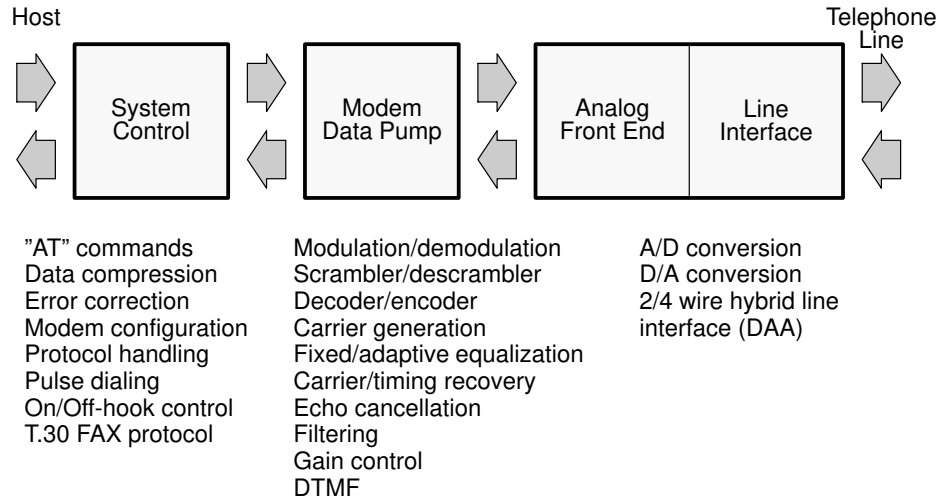 Host
Telephone
Line
System
Control
Modem
Data Pump
Analog
Front End
Line
Interface
”AT” commands
Data compression
Error correction
Modem configuration
Protocol handling
Pulse dialing
On/Off-hook control
T.30 FAX protocol
Modulation/demodulation
Scrambler/descrambler
Decoder/encoder
Carrier generation
Fixed/adaptive equalization
Carrier/timing recovery
Echo cancellation
Filtering
Gain control
DTMF
A/D conversion
D/A conversion
2/4 wire hybrid line
interface (DAA)